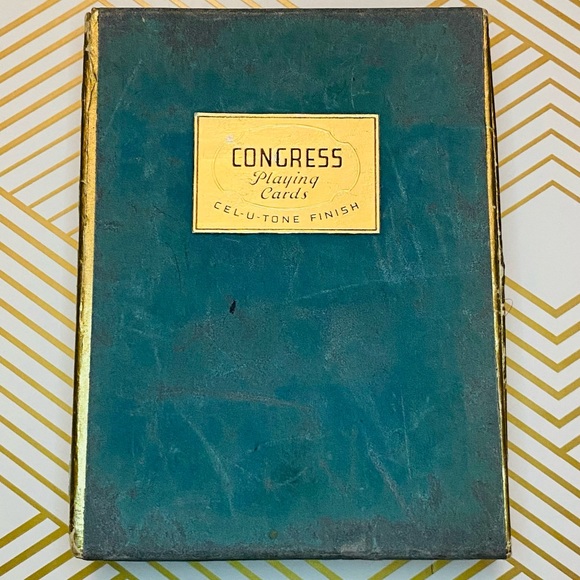 CONGRESS
Playing
Cards
CEL-U-TONE FINISH